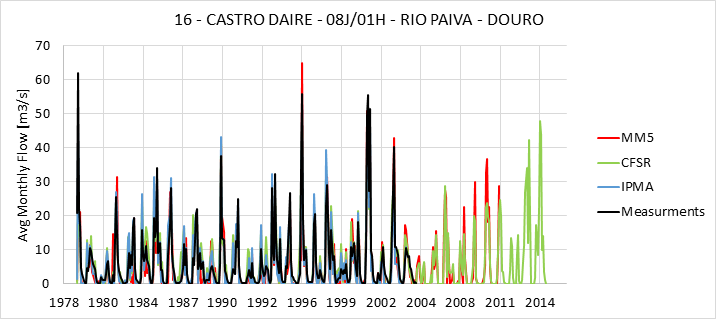 16 - CASTRO DAIRE - 08J/01H - RIO PAIVA - DOURO
Avg Monthly Flow [m3/s]
70
60
50
40
30
20
10
0
1978 1980 1984 1987 1990 1992 1996 1999 2004 2008 2011 2014
MM5
CFSR
IPMA
Measurments